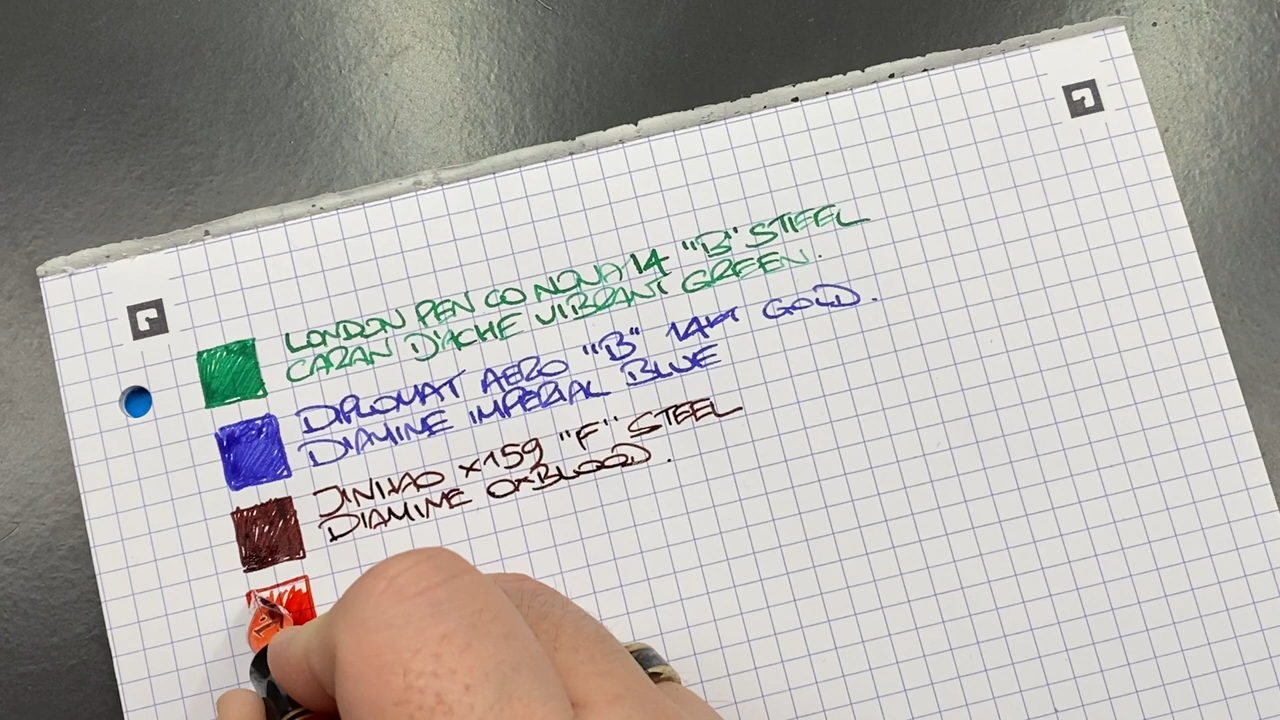 LONDON PEN CO NOVA 14 "B" STEEL
CARAN D'ACHE VIBRANT GREEN.
DIPLOMAT AERO "B" 14KT GOLD.
DIAMINE IMPERIAL BLUE
JINHAO X159 "F" STEEL
DIAMINE OXBLOOD.